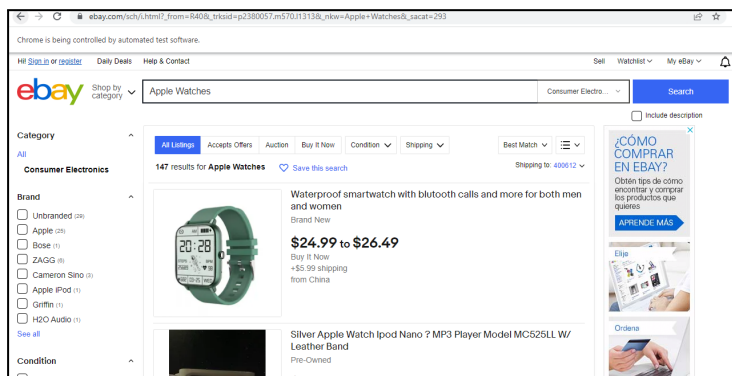 ebay.com/sch/i.html?_from=R40&_trksid=p2380057.m570.l1313&_nkw=Apple+Watches&_sacat=293
Chrome is being controlled by automated test software.
Hi! Sign in or register Daily Deals Help & Contact Sell Watchlist My eBay
ebay Shop by category Apple Watches Consumer Electro... Search
Include description
Category
All
Consumer Electronics
Brand
Unbranded (29)
Apple (25)
Bose (1)
ZAGG (6)
Cameron Sino (3)
Apple iPod (1)
Griffin (1)
H2O Audio (1)
See all
Condition
All Listings Accepts Offers Auction Buy It Now Condition Shipping Best Match
147 results for Apple Watches Save this search Shipping to: 400612
Waterproof smartwatch with blutooth calls and more for both men
and women
Brand New
$24.99 to $26.49
Buy It Now
+$5.99 shipping
from China
20:28
Silver Apple Watch Ipod Nano ? MP3 Player Model MC525LL W/
Leather Band
Pre-Owned
¿CÓMO
COMPRAR
EN EBAY?
Obtén tips de cómo
encontrar y comprar
los productos que
quieres
APRENDE MÁS
Elije
Ordena